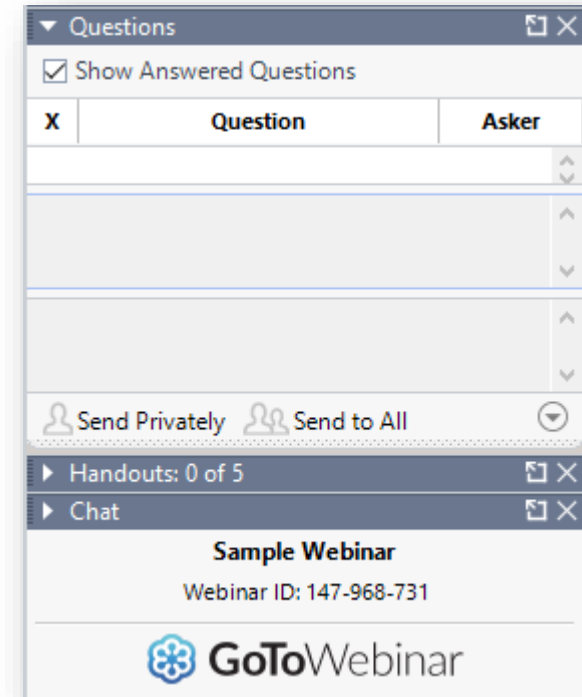 Questions
Show Answered Questions
X Question Asker
Send Privately Send to All
Handouts: 0 of 5
Chat
Sample Webinar
Webinar ID: 147-968-731
GoToWebinar